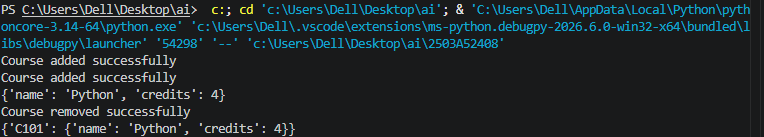 PS C:\Users\Dell\Desktop\ai>  c:; cd 'c:\Users\Dell\Desktop\ai'; & 'C:\Users\Dell\AppData\Local\Python\pyth
oncore-3.14-64\python.exe' 'c:\Users\Dell\.vscode\extensions\ms-python.debugpy-2026.6.0-win32-x64\bundled\l
ibs\debugpy\launcher' '54298' '--' 'c:\Users\Dell\Desktop\ai\2503A52408'
Course added successfully
Course added successfully
{'name': 'Python', 'credits': 4}
Course removed successfully
{'C101': {'name': 'Python', 'credits': 4}}